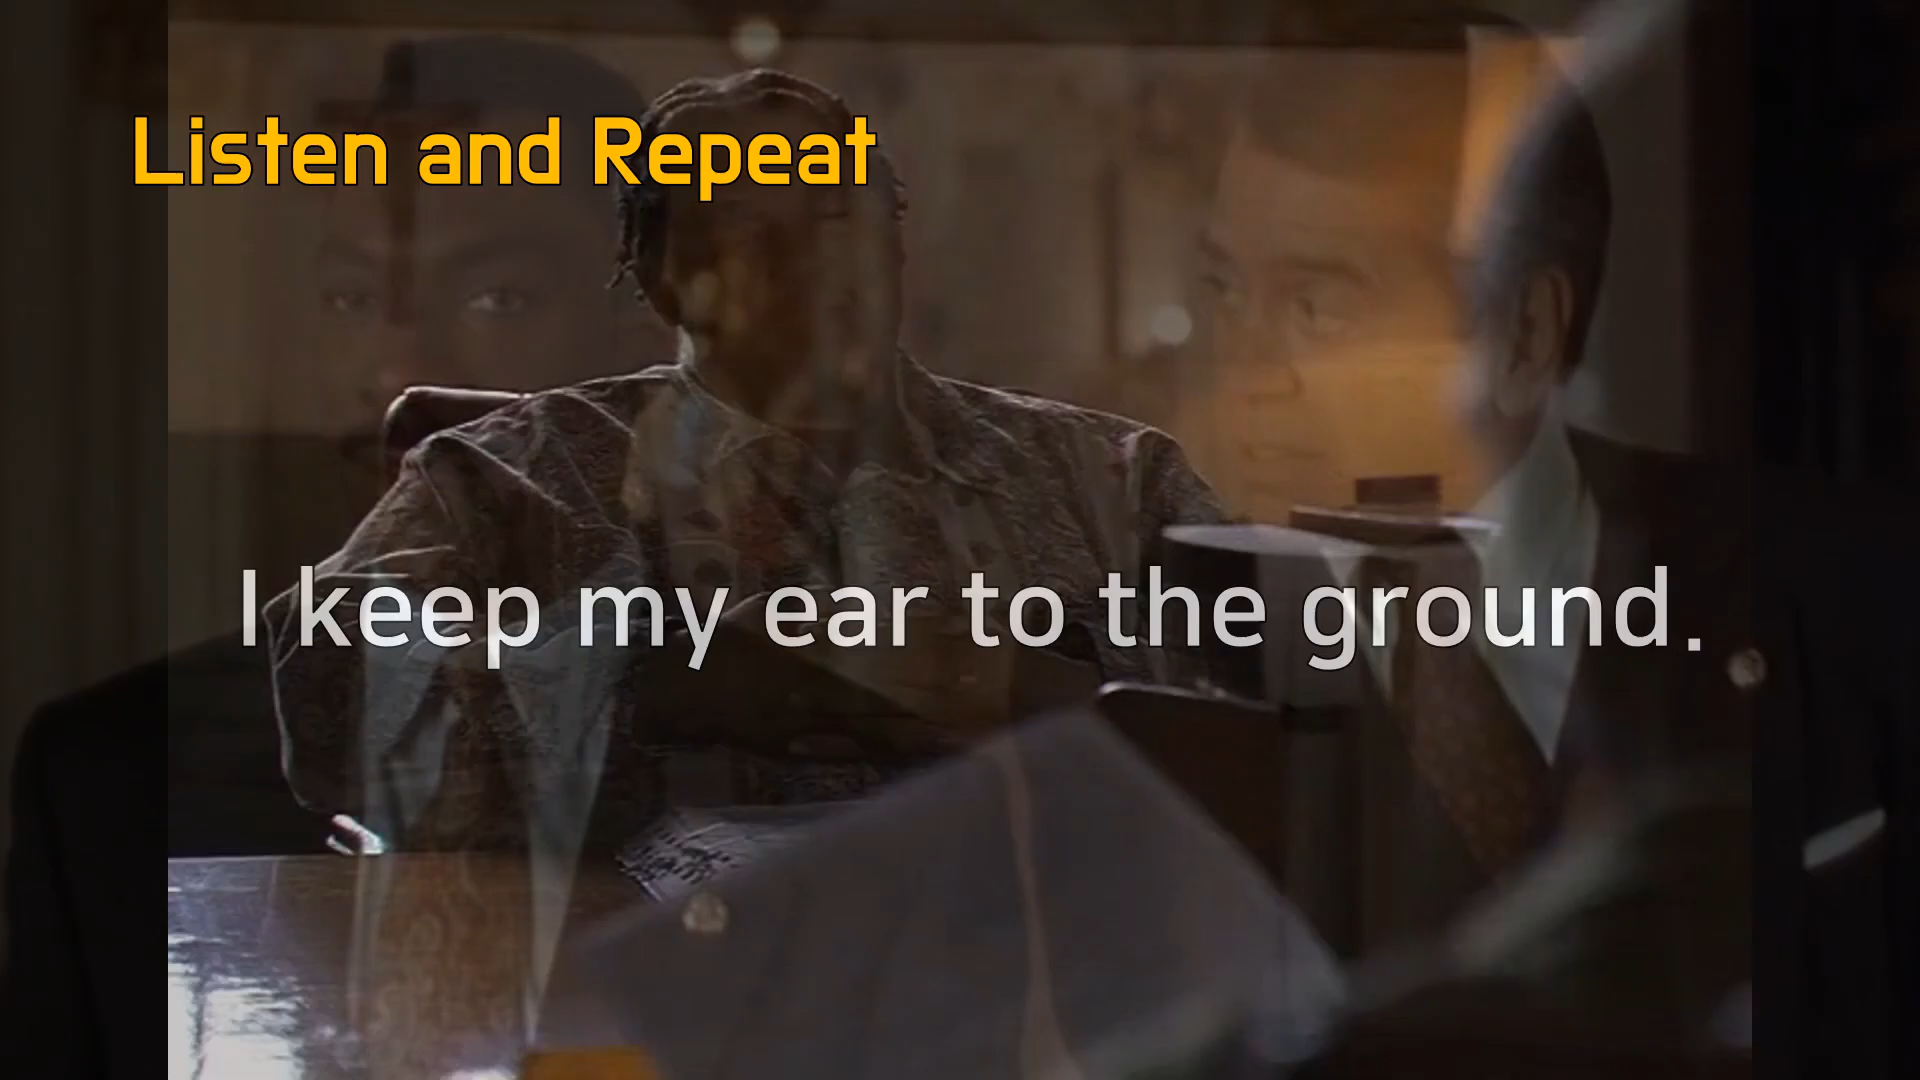 Listen and Repeat
I keep my ear to the ground.